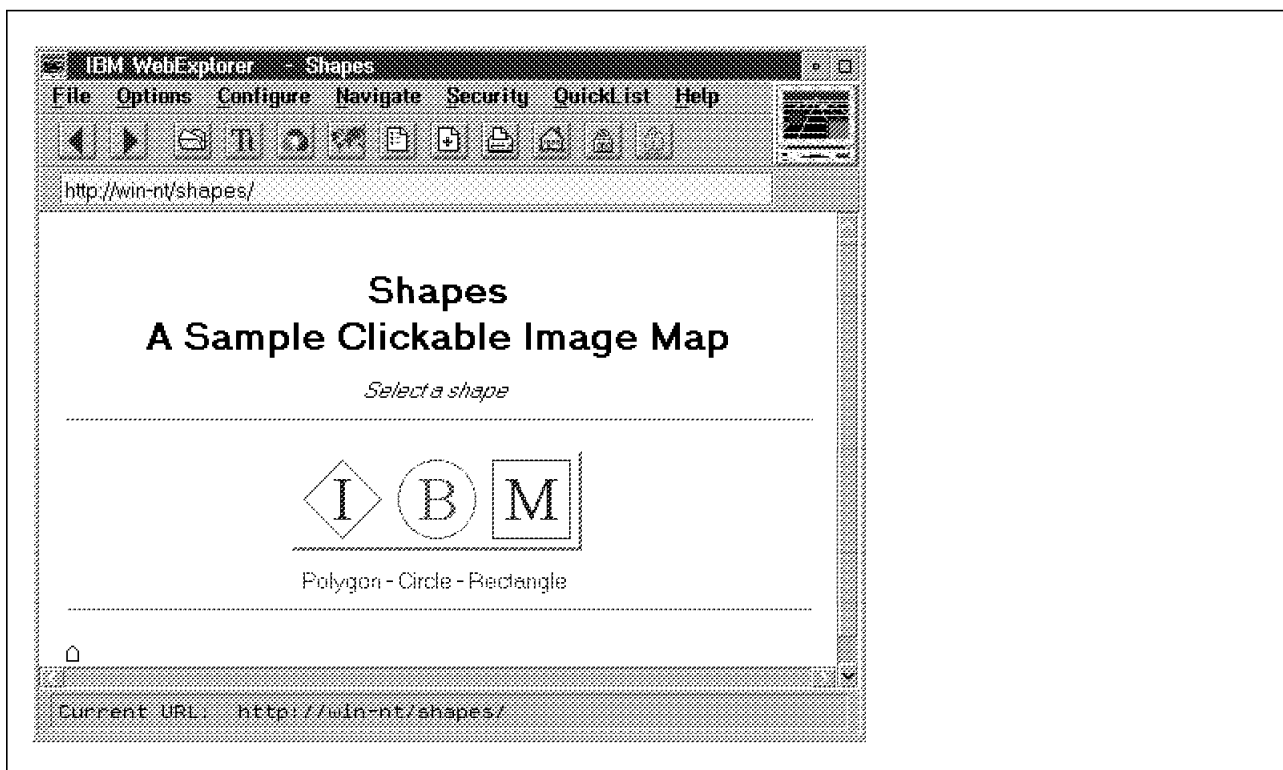 IBM WebExplorer - Shapes
File Options Configure Navigate Security QuickList Help
http://win-nt/shapes/
Shapes
A Sample Clickable Image Map
Select a shape
I B M
Polygon - Circle - Rectangle
Current URL: http://win-nt/shapes/